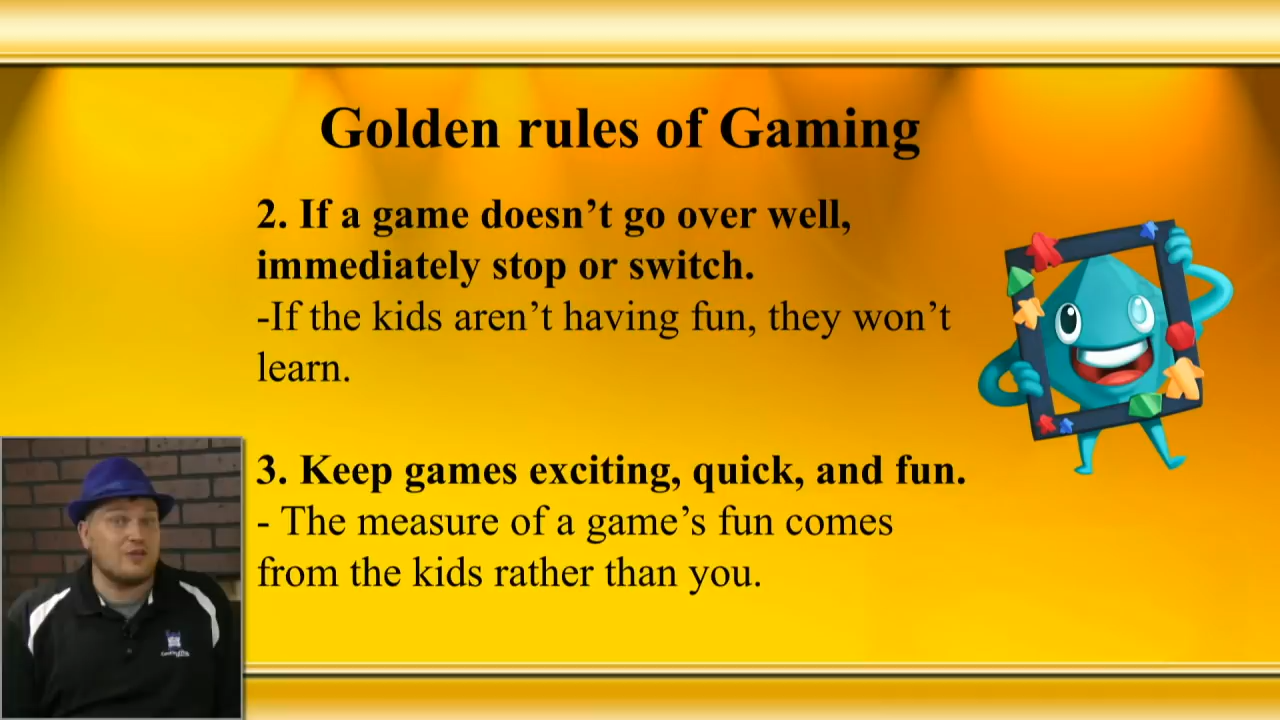 Golden rules of Gaming
2. If a game doesn’t go over well,
immediately stop or switch.
-If the kids aren’t having fun, they won’t
learn.
3. Keep games exciting, quick, and fun.
- The measure of a game’s fun comes
from the kids rather than you.